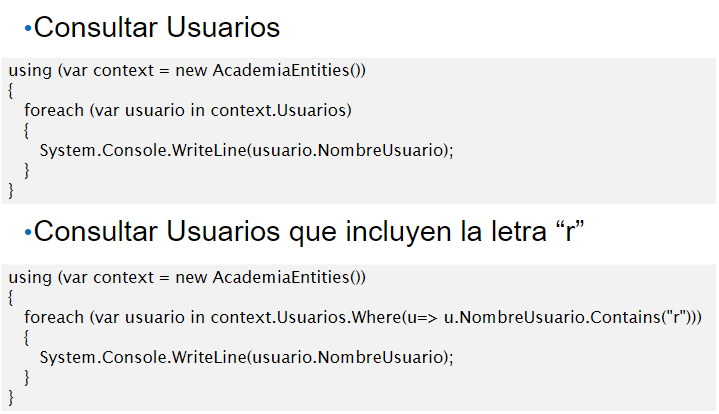 •Consultar Usuarios
using (var context = new AcademiaEntities())
{
foreach (var usuario in context.Usuarios)
{
System.Console.WriteLine(usuario.NombreUsuario);
}
}
•Consultar Usuarios que incluyen la letra “r”
using (var context = new AcademiaEntities())
{
foreach (var usuario in context.Usuarios.Where(u=> u.NombreUsuario.Contains("r")))
{
System.Console.WriteLine(usuario.NombreUsuario);
}
}